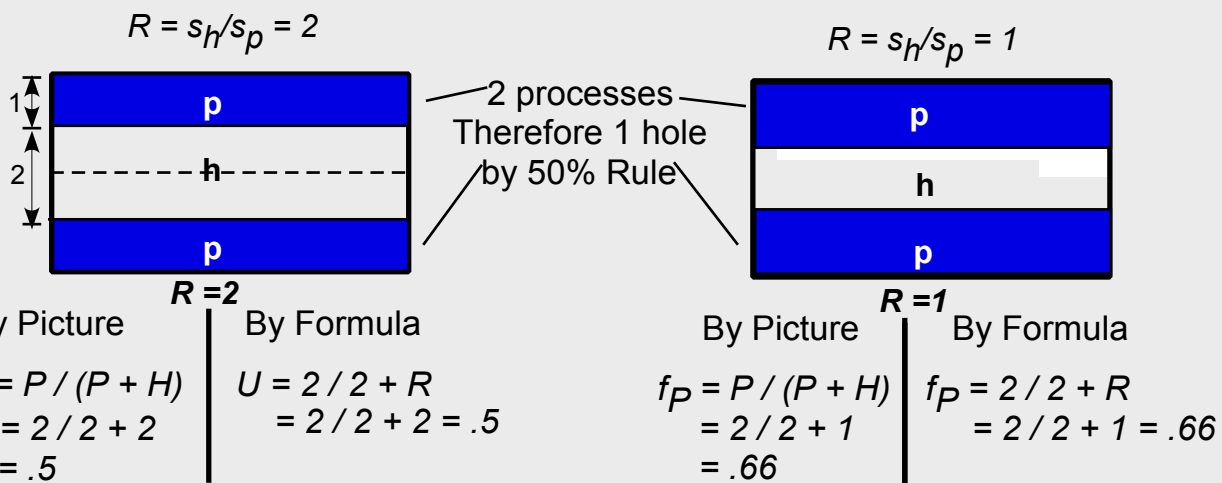 R = sh/sp = 2
1
p
2
h
p
R =2
2 processes
Therefore 1 hole
by 50% Rule
R = sh/sp = 1
p
h
p
R =1
Picture
= P / (P + H)
= 2 / 2 + 2
= .5
By Formula
U = 2 / 2 + R
= 2 / 2 + 2 = .5
By Picture
fP = P / (P + H)
= 2 / 2 + 1
= .66
By Formula
fP = 2 / 2 + R
= 2 / 2 + 1 = .66